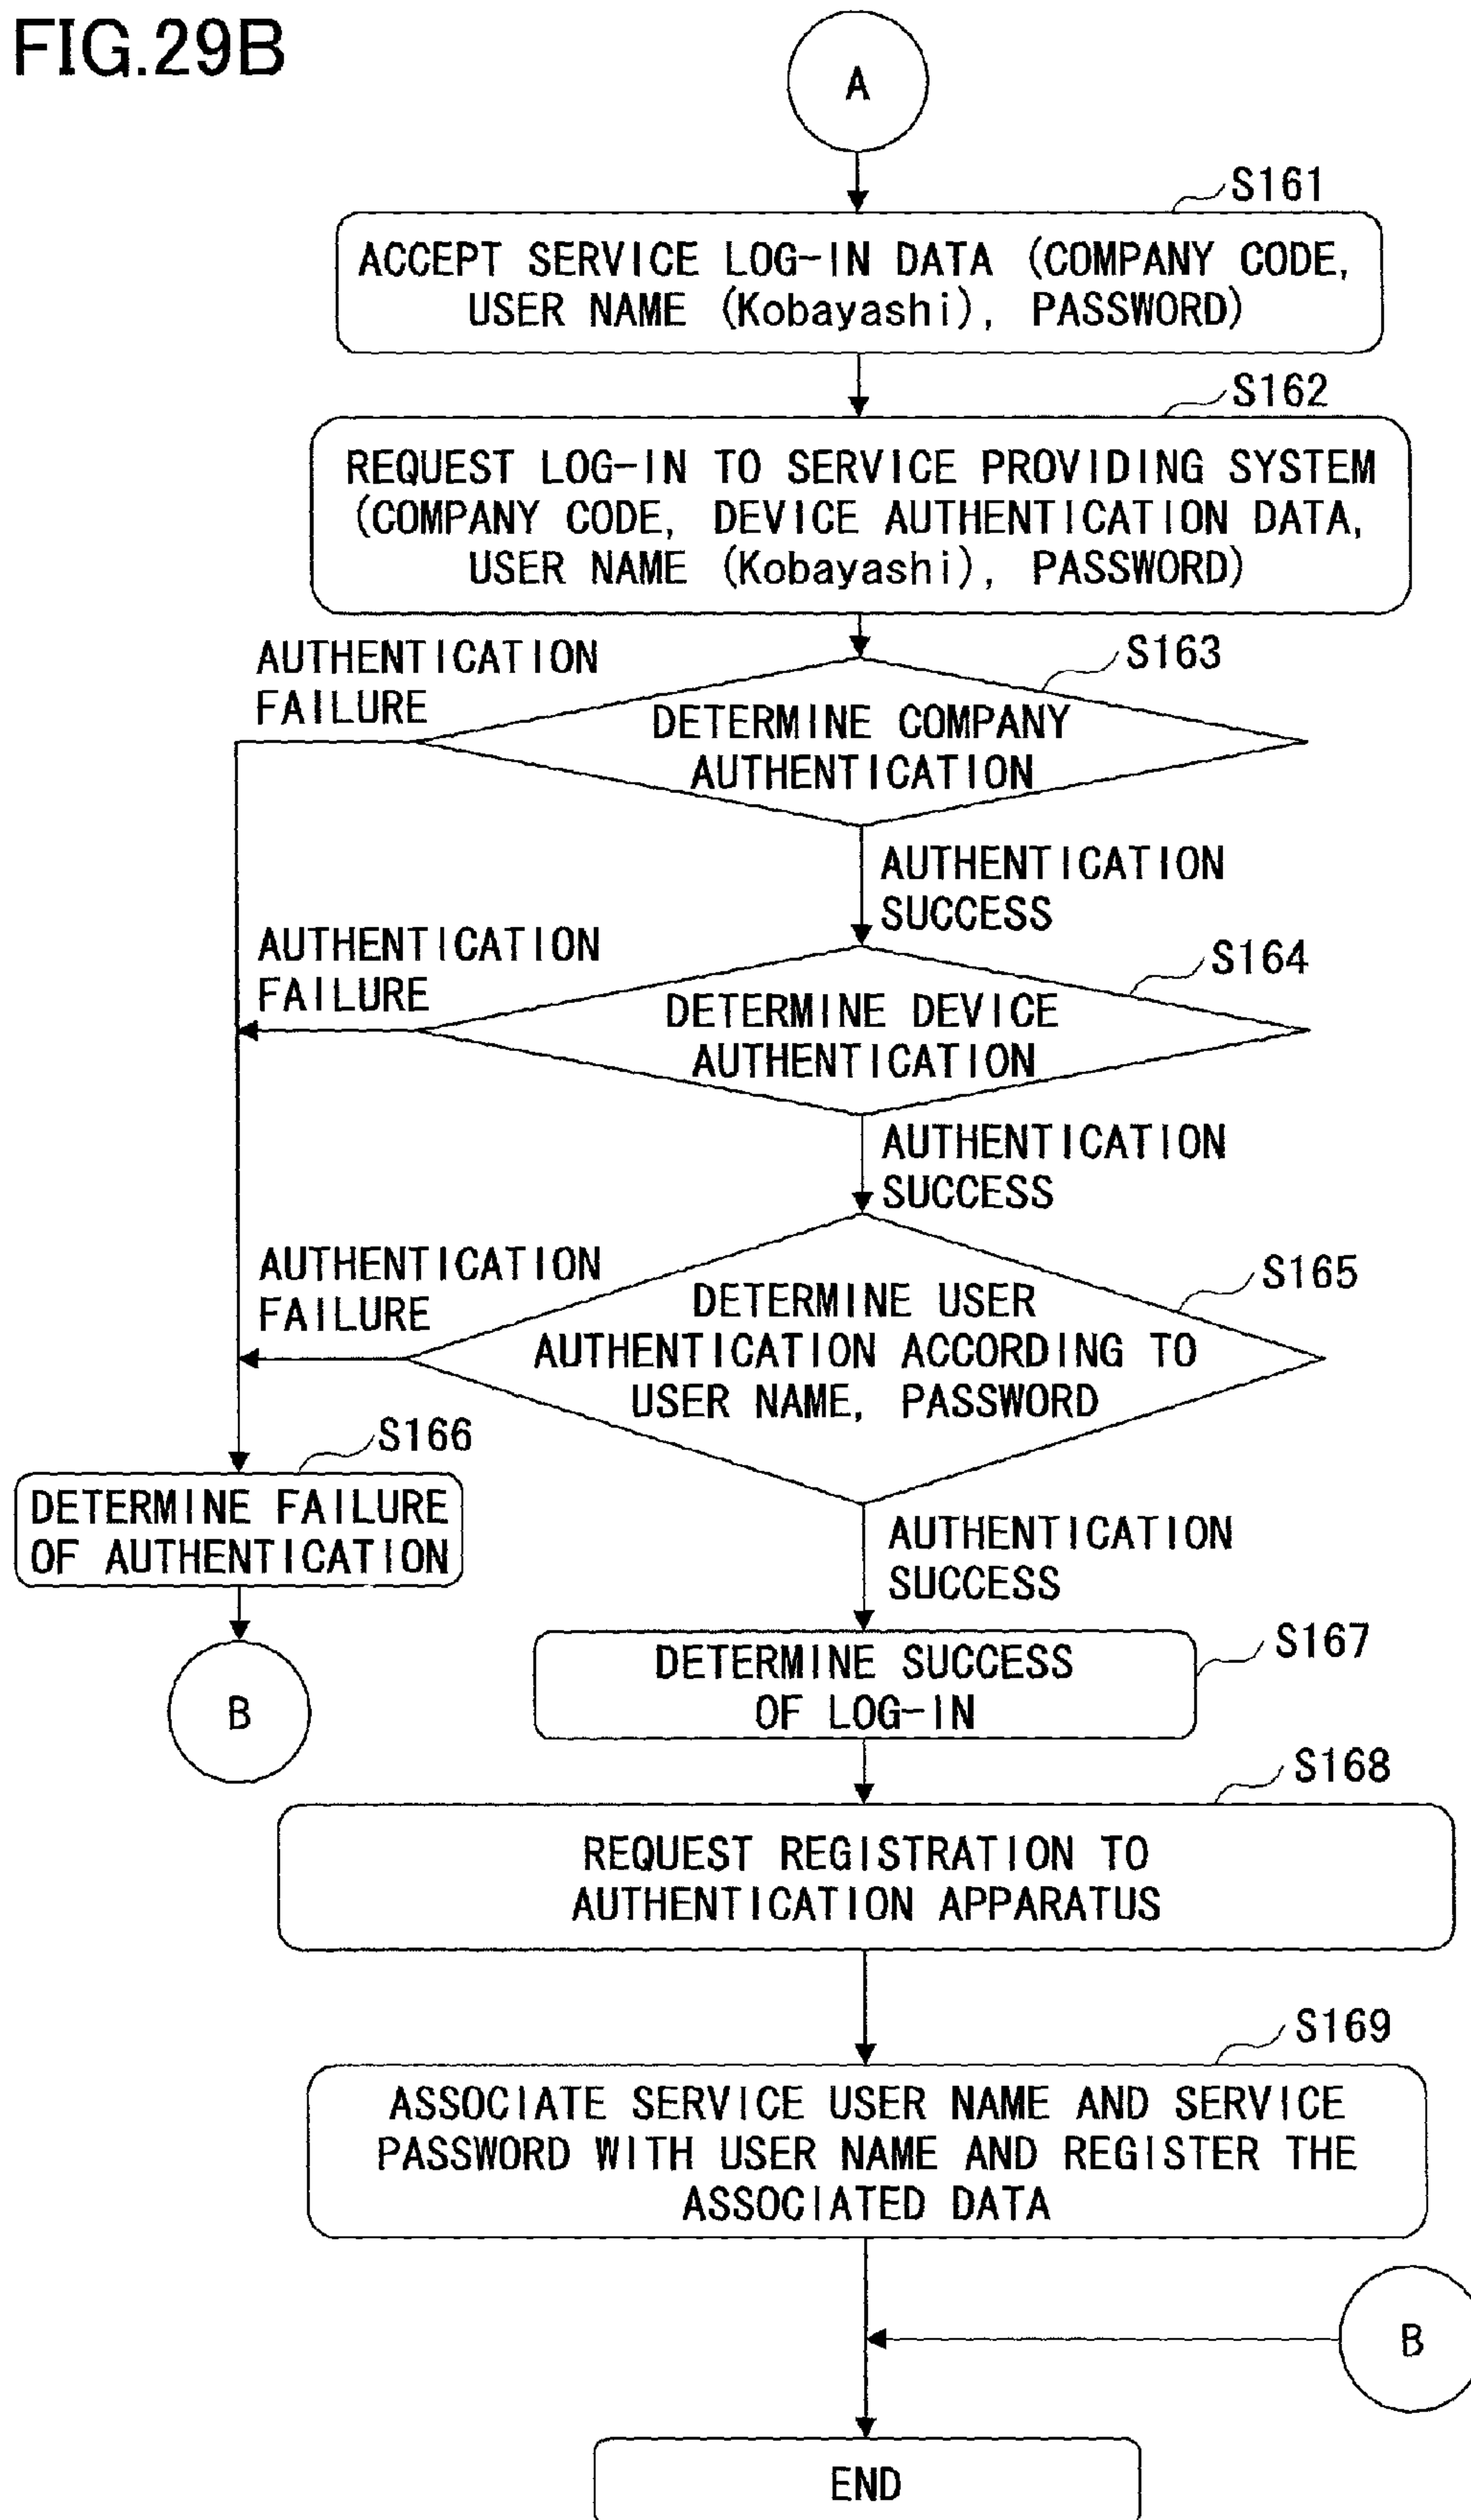 FIG.29B
A
S161
ACCEPT SERVICE LOG-IN DATA (COMPANY CODE,
USER NAME (Kobayashi), PASSWORD)
S162
REQUEST LOG-IN TO SERVICE PROVIDING SYSTEM
(COMPANY CODE, DEVICE AUTHENTICATION DATA,
USER NAME (Kobayashi), PASSWORD)
AUTHENTICATION
FAILURE
S163
DETERMINE COMPANY
AUTHENTICATION
AUTHENTICATION
SUCCESS
AUTHENTICATION
FAILURE
S164
DETERMINE DEVICE
AUTHENTICATION
AUTHENTICATION
SUCCESS
AUTHENTICATION
FAILURE
S165
DETERMINE USER
AUTHENTICATION ACCORDING TO
USER NAME, PASSWORD
S166
DETERMINE FAILURE
OF AUTHENTICATION
AUTHENTICATION
SUCCESS
B
S167
DETERMINE SUCCESS
OF LOG-IN
S168
REQUEST REGISTRATION TO
AUTHENTICATION APPARATUS
S169
ASSOCIATE SERVICE USER NAME AND SERVICE
PASSWORD WITH USER NAME AND REGISTER THE
ASSOCIATED DATA
B
END